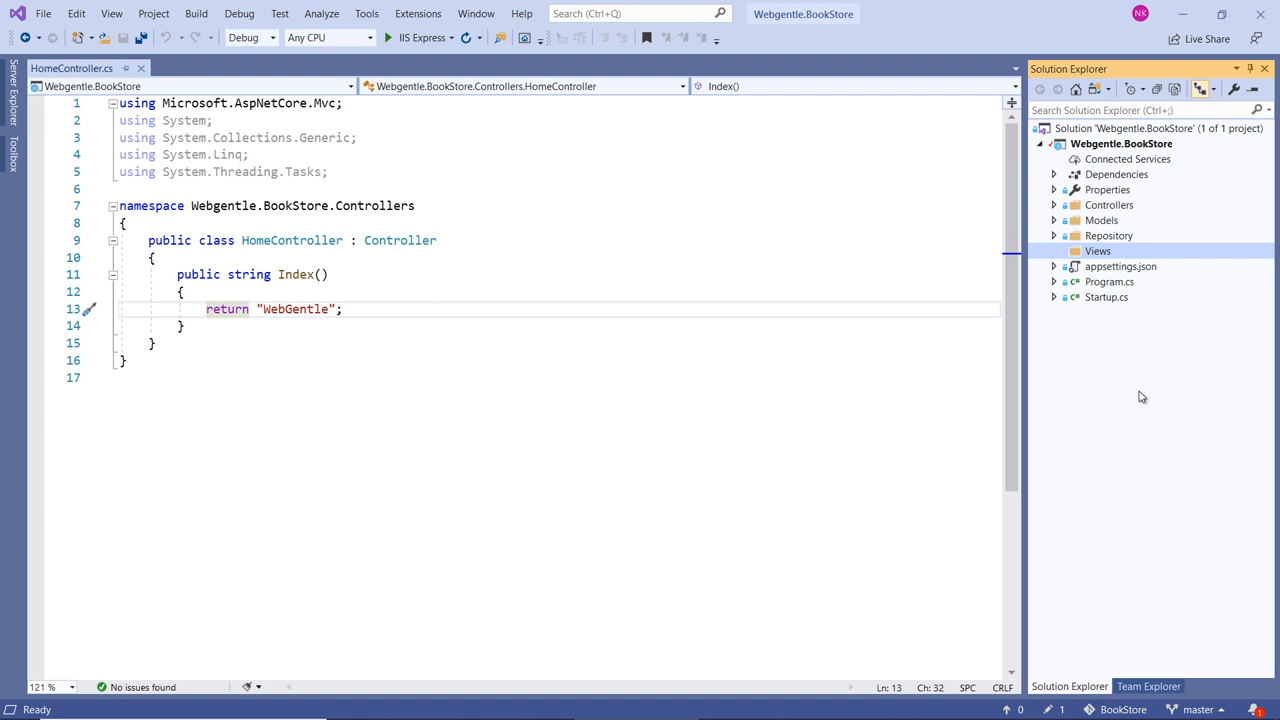 File Edit View Project Build Debug Test Analyze Tools Extensions Window Help Search (Ctrl+Q) Webgentle.BookStore NK
Debug Any CPU IIS Express Live Share
HomeController.cs
Webgentle.BookStore Webgentle.BookStore.Controllers.HomeController Index()
Server Explorer
Toolbox
1 using Microsoft.AspNetCore.Mvc;
2 using System;
3 using System.Collections.Generic;
4 using System.Linq;
5 using System.Threading.Tasks;
6
7 namespace Webgentle.BookStore.Controllers
8 {
9 public class HomeController : Controller
10 {
11 public string Index()
12 {
13 return "WebGentle";
14 }
15 }
16 }
17
121 % No issues found Ln: 13 Ch: 32 SPC CRLF
Solution Explorer
Search Solution Explorer (Ctrl+;)
Solution 'Webgentle.BookStore' (1 of 1 project)
Webgentle.BookStore
Connected Services
Dependencies
Properties
Controllers
Models
Repository
Views
appsettings.json
Program.cs
Startup.cs
Solution Explorer Team Explorer
Ready 0 1 BookStore master 1